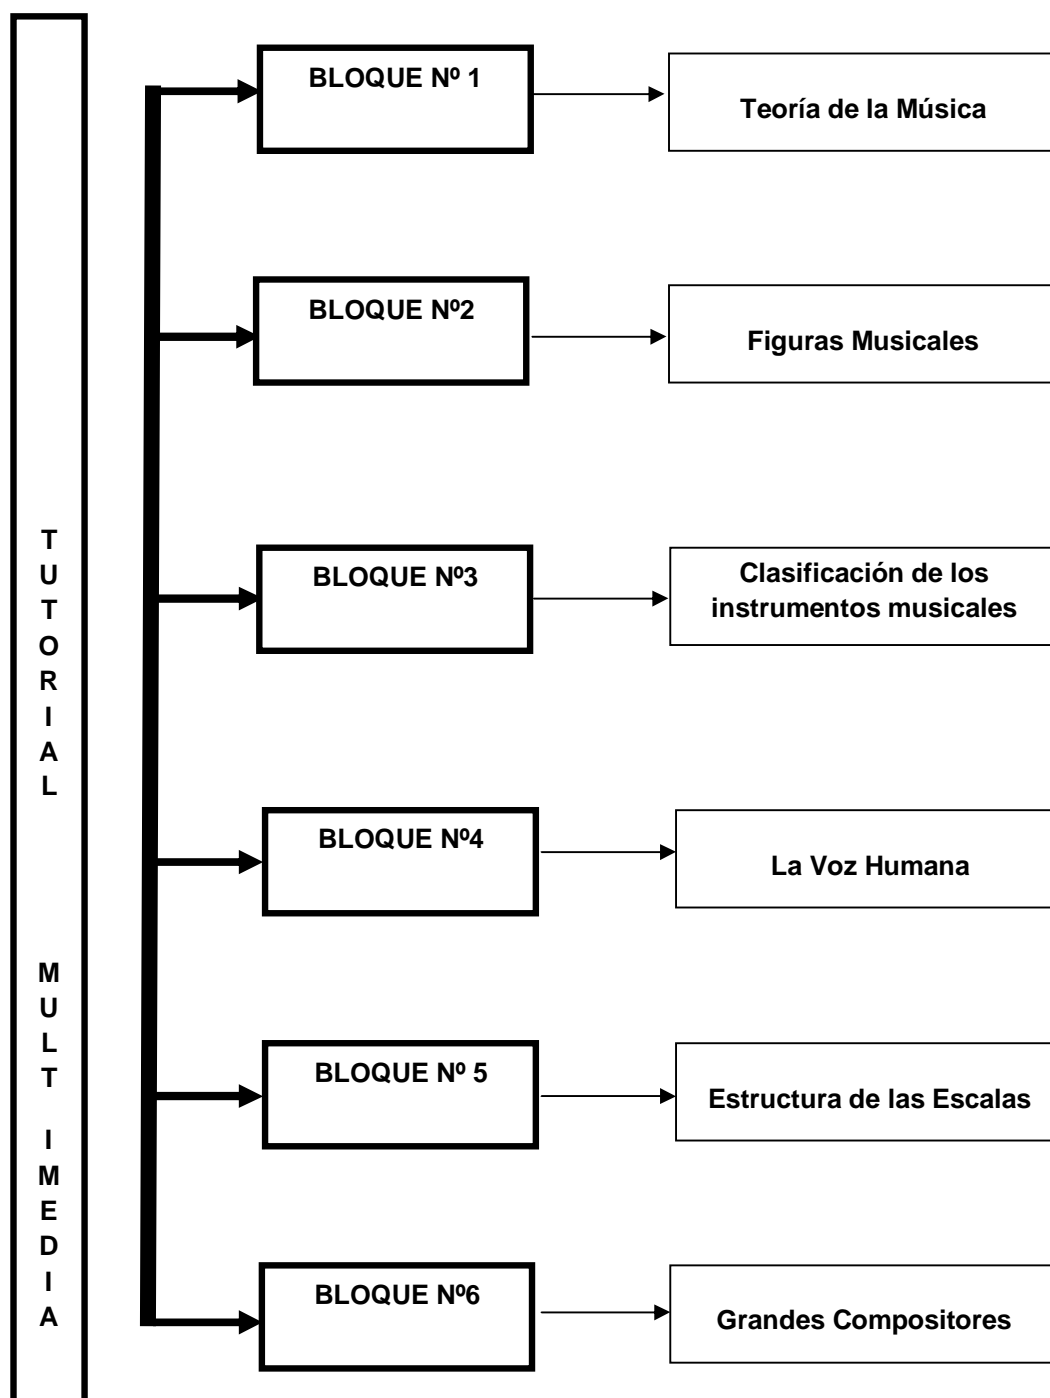 T
U
T
O
R
I
A
L
M
U
L
T
I
M
E
D
I
A
BLOQUE Nº 1
Teoría de la Música
BLOQUE Nº2
Figuras Musicales
BLOQUE Nº3
Clasificación de los
instrumentos musicales
BLOQUE Nº4
La Voz Humana
BLOQUE Nº 5
Estructura de las Escalas
BLOQUE Nº6
Grandes Compositores